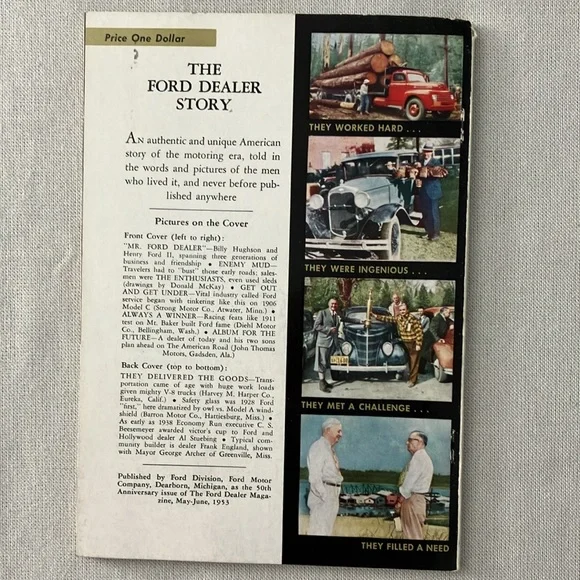 Price One Dollar
THE
FORD DEALER
STORY
AN authentic and unique American
story of the motoring era, told in
the words and pictures of the men
who lived it, and never before pub-
lished anywhere
Pictures on the Cover
Front Cover (left to right):
"MR. FORD DEALER"—Billy Hughson and
Henry Ford II, spanning three generations of
business and friendship • ENEMY MUD—
Travelers had to "bust" those early roads; sales-
men were THE ENTHUSIASTS, even used sleds
(drawings by Donald McKay) • GET OUT
AND GET UNDER—Vital industry called Ford
service began with tinkering like this on 1906
Model C (Strong Motor Co., Atwater, Minn.) •
ALWAYS A WINNER—Racing feats like 1911
test on Mt. Baker built Ford fame (Diehl Motor
Co., Bellingham, Wash.) • ALBUM FOR THE
FUTURE—A dealer of today and his two sons
plan ahead on The American Road (John Thomas
Motors, Gadsden, Ala.)
Back Cover (top to bottom):
THEY DELIVERED THE GOODS—Trans-
portation came of age with huge work loads
given mighty V-8 trucks (Harvey M. Harper Co.,
Eureka, Calif.) • Safety glass was 1928 Ford
"first," here dramatized by owl vs. Model A wind-
shield (Barron Motor Co., Hattiesburg, Miss.) •
As early as 1938 Economy Run executive C. S.
Beesemeyer awarded victor's cup to Ford and
Hollywood dealer Al Stuebing • Typical com-
munity builder is dealer Frank England, shown
with Mayor George Archer of Greenville, Miss.
Published by Ford Division, Ford Motor
Company, Dearborn, Michigan, as the 50th
Anniversary issue of The Ford Dealer Maga-
zine, May-June, 1953
THEY WORKED HARD . . .
THEY WERE INGENIOUS . . .
THEY MET A CHALLENGE . . .
THEY FILLED A NEED